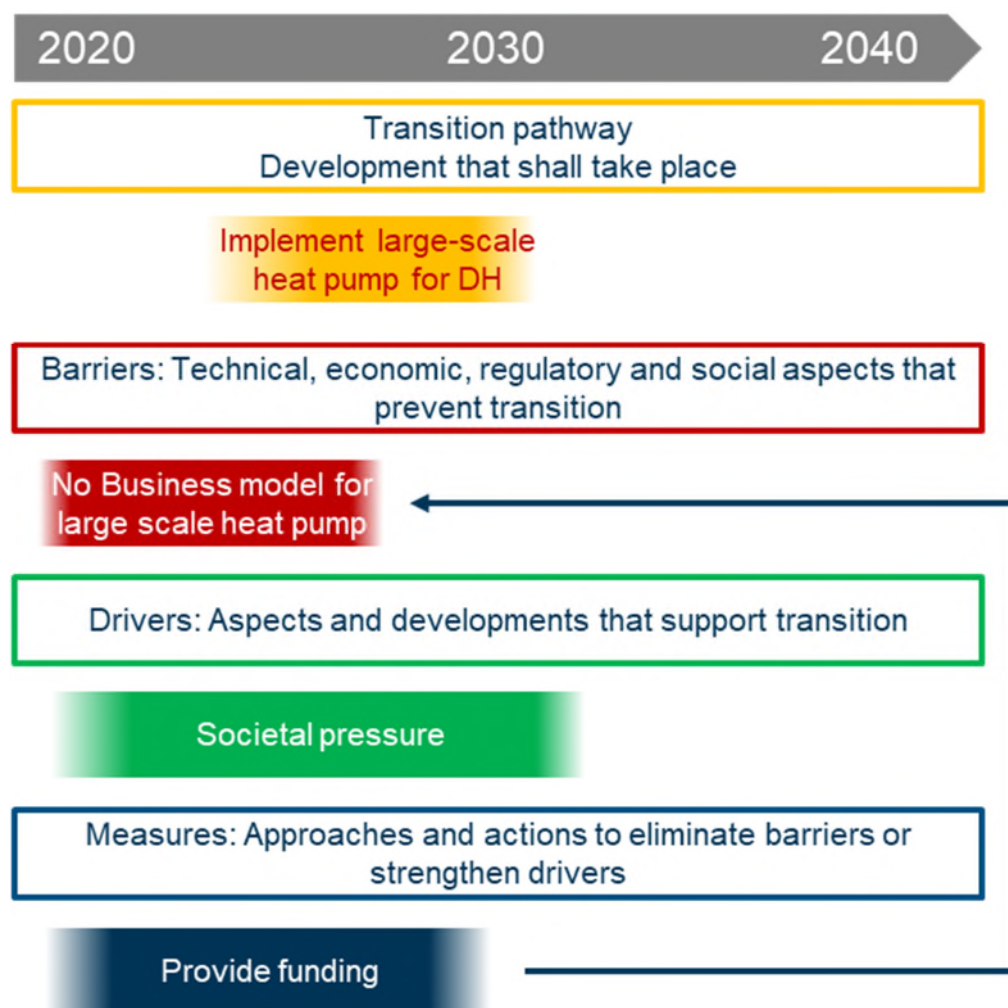 2020 2030 2040
Transition pathway
Development that shall take place
Implement large-scale
heat pump for DH
Barriers: Technical, economic, regulatory and social aspects that
prevent transition
No Business model for
large scale heat pump
Drivers: Aspects and developments that support transition
Societal pressure
Measures: Approaches and actions to eliminate barriers or
strengthen drivers
Provide funding